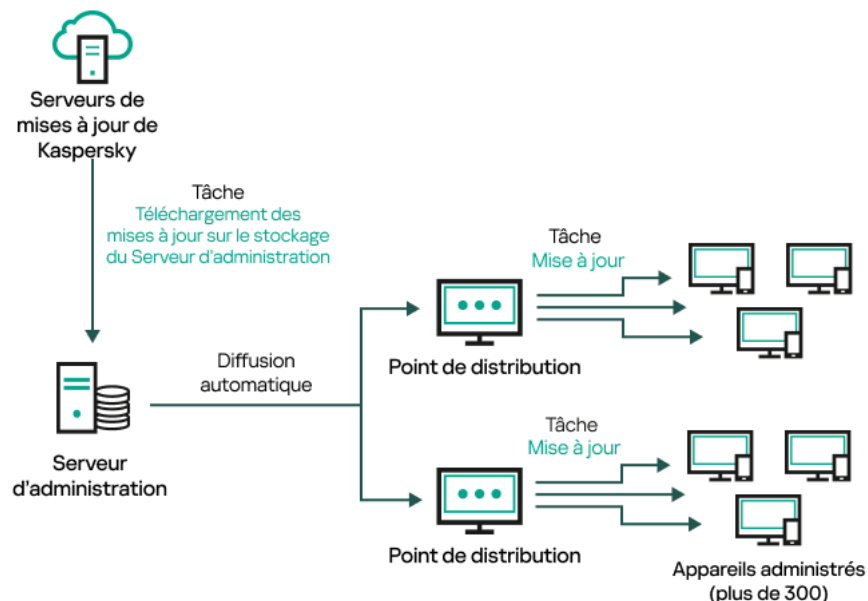 Serveurs de
mises à jour de
Kaspersky
Tâche
Téléchargement des
mises à jour sur le stockage
du Serveur d'administration
Tâche
Mise à jour
Point de distribution
Diffusion
automatique
Serveur
d'administration
Tâche
Mise à jour
Point de distribution
Appareils administrés
(plus de 300)